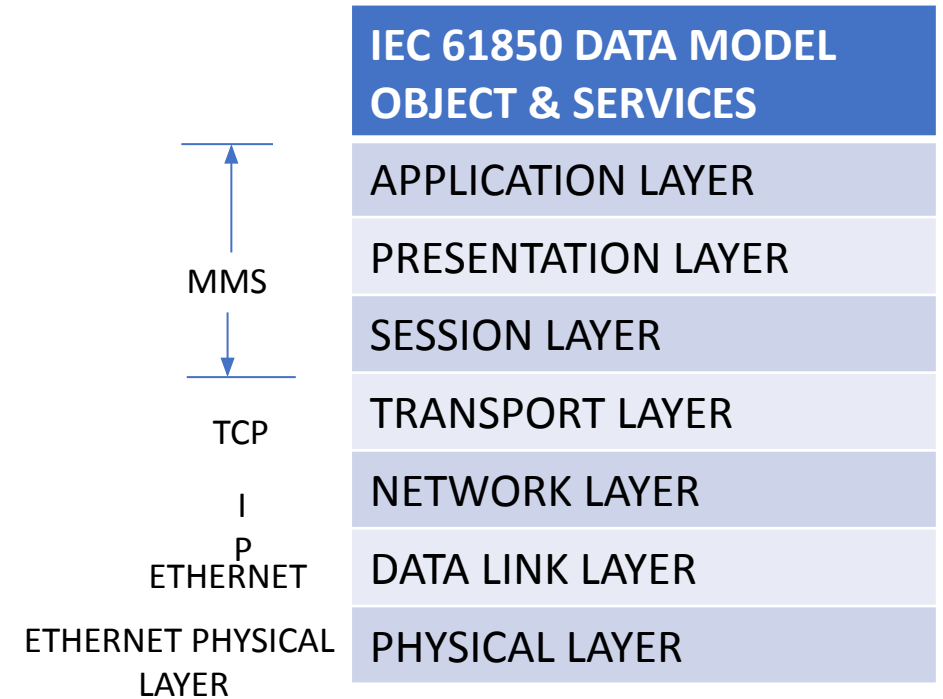 IEC 61850 DATA MODEL
OBJECT & SERVICES
APPLICATION LAYER
PRESENTATION LAYER
MMS
SESSION LAYER
TCP
TRANSPORT LAYER
I
P
NETWORK LAYER
ETHERNET
DATA LINK LAYER
ETHERNET PHYSICAL
LAYER
PHYSICAL LAYER